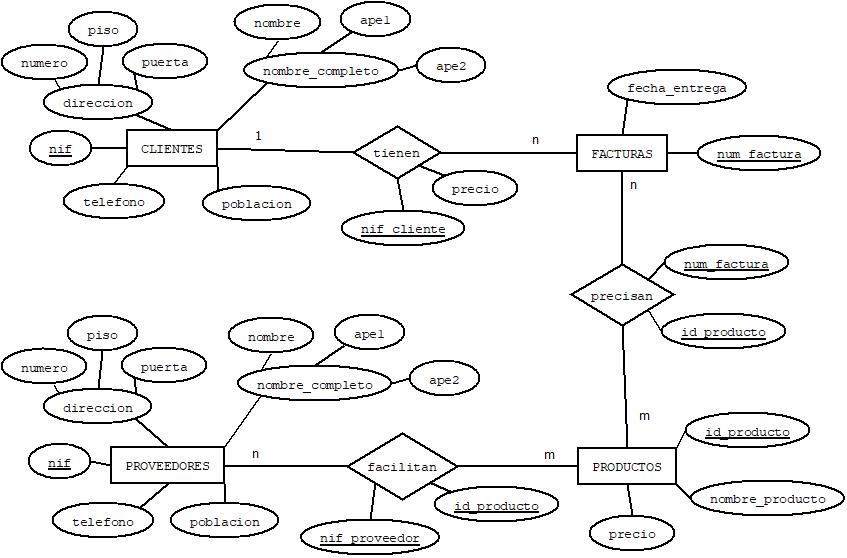 piso
numero
puerta
direccion
nombre
ape1
nombre_completo
ape2
nif
CLIENTES
telefono
poblacion
1
tienen
n
precio
nif_cliente
fecha_entrega
FACTURAS
num_factura
n
precisan
num_factura
id_producto
m
piso
numero
puerta
direccion
nombre
ape1
nombre_completo
ape2
nif
PROVEEDORES
telefono
poblacion
n
facilitan
m
id_producto
nif_proveedor
PRODUCTOS
id_producto
nombre_producto
precio